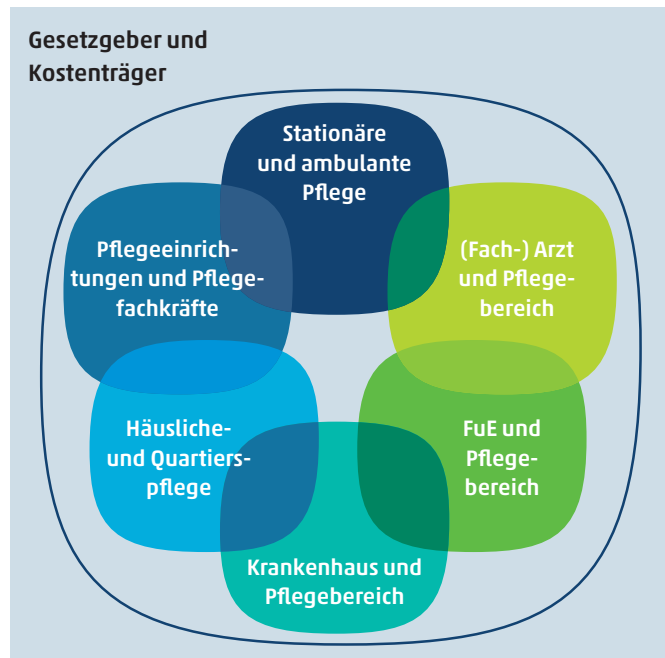 Gesetzgeber und
Kostenträger
Stationäre
und ambulante
Pflege
Pflegeeinrich-
tungen und Pflege-
fachkräfte
(Fach-) Arzt
und Pflege-
bereich
Häusliche-
und Quartiers-
pflege
FuE und
Pflege-
bereich
Krankenhaus und
Pflegebereich